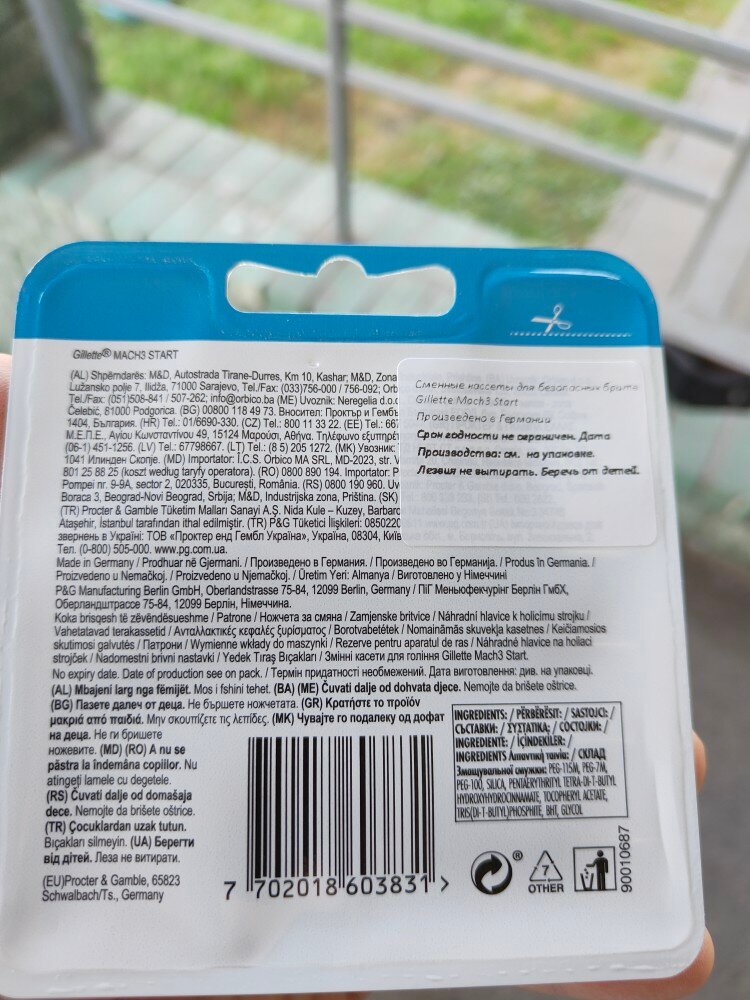 Gillette® MACH3 START
(AL) Shpërndarës: M&D, Autostrada Tirane-Durres, Km 10, Kashar; M&D, Zona
Lužansko polje 7, Ilidža, 71000 Sarajevo, Tel./Fax: (033)756-000 / 756-092; Orb
Tel./Fax: (051)508-841 / 507-262; info@orbico.ba (ME) Uvoznik: Neregelia d.o.o
Čelebić, 81000 Podgorica. (BG) 00800 118 49 73. Вносител: Проктър и Гембъ
1404, България. (HR) Tel.: 01/6690-330. (CZ) Tel.: 800 11 33 22. (EE) Tel.: 667
Μ.Ε.Π.Ε., Αγίου Κωνσταντίνου 49, 15124 Μαρούσι, Αθήνα. Τηλέφωνο εξυπηρέτ
(06-1) 451-1256. (LV) Tel.: 67798667. (LT) Tel.: (8 5) 205 1272. (MK) Увозник:
1041 Илинден Скопје. (MD) Importator: Î.C.S. Orbico MA SRL, MD-2023, str. V
801 25 88 25 (koszt według taryfy operatora). (RO) 0800 890 194. Importator: P
Pompei nr. 9-9A, sector 2, 020335, Bucuresti, România. (RS) 0800 190 960. Uv
Boraca 3, Beograd-Novi Beograd, Srbija; M&D, Industrijska zona, Priština. (SK)
(TR) Procter & Gamble Tüketim Malları Sanayi A.Ş. Nida Kule – Kuzey, Barbaro
Ataşehir, İstanbul tarafından ithal edilmiştir. (TR) P&G Tüketici İlişkileri: 0850220
звернень в Україні: ТОВ «Проктер енд Гембл Україна», Україна, 08304, Київ
Тел. (0-800) 505-000. www.pg.com.ua
Сменные кассеты для безопасных бритв
Gillette Mach3 Start
Произведено в Германии
Срок годности не ограничен. Дата
Производства: см. на упаковке.
Лезвия не вытирать. Беречь от детей.
Made in Germany / Prodhuar në Gjermani. / Произведено в Германия. / Произведено во Германија. / Produs în Germania. /
Proizvedeno u Nemačkoj. / Proizvedeno u Njemačkoj. / Üretim Yeri: Almanya / Виготовлено у Німеччині
P&G Manufacturing Berlin GmbH, Oberlandstrasse 75-84, 12099 Berlin, Germany / ПіГ Меньюфекчурінг Берлін ГмбХ,
Оберландштрассе 75-84, 12099 Берлін, Німеччина.
Koka brisqesh të zëvendësueshme / Patrone / Ножчета за смяна / Zamjenske britvice / Náhradní hlavice k holicímu strojku /
Vahetatavad terakassetid / Ανταλλακτικές κεφαλές ξυρίσματος / Borotvabetétek / Nomaināmās skuvekļa kasetnes / Keičiamosios
skutimosi galvutės / Патрони / Wymienne wkłady do maszynki / Rezerve pentru aparatul de ras / Náhradné hlavice na holiaci
strojček / Nadomestni brivni nastavki / Yedek Tıraş Bıçakları / Змінні касети для гоління Gillette Mach3 Start.
No expiry date. Date of production see on pack. / Термін придатності необмежений. Дата виготовлення: див. на упаковці.
(AL) Mbajeni larg nga fëmijët. Mos i fshini tehet. (BA) (ME) Čuvati dalje od dohvata djece. Nemojte da brišete oštrice.
(BG) Пазете далеч от деца. Не бършете ножчетата. (GR) Κρατήστε το προϊόν
μακριά από παιδιά. Μην σκουπίζετε τις λεπίδες. (MK) Чувајте го подалеку од дофат
на деца. Не ги бришете
ножевите. (MD) (RO) A nu se
păstra la îndemâna copiilor. Nu
atingeți lamele cu degetele.
(RS) Čuvati dalje od domašaja
dece. Nemojte da brišete oštrice.
(TR) Çocuklardan uzak tutun.
Bıçakları silmeyin. (UA) Берегти
від дітей. Леза не витирати.
(EU)Procter & Gamble, 65823
Schwalbach/Ts., Germany
7 702018 603831 >
INGREDIENTS: / PËRBËRËSIT: / SASTOJCI: /
СЪСТАВКИ: / ΣΥΣΤΑΤΙΚΑ: / СОСТОЈКИ: /
INGREDIENTE: / İÇİNDEKİLER: /
INGREDIENTS Λιπαντική ταινία: / СКЛАД
Змащувальної смужки: PEG-115M, PEG-7M,
PEG-100, SILICA, PENTAERYTHRITYL TETRA-DI-T-BUTYL
HYDROXYHYDROCINNAMATE, TOCOPHERYL ACETATE,
TRIS(DI-T-BUTYL)PHOSPHITE, BHT, GLYCOL
®
7
OTHER
90010687